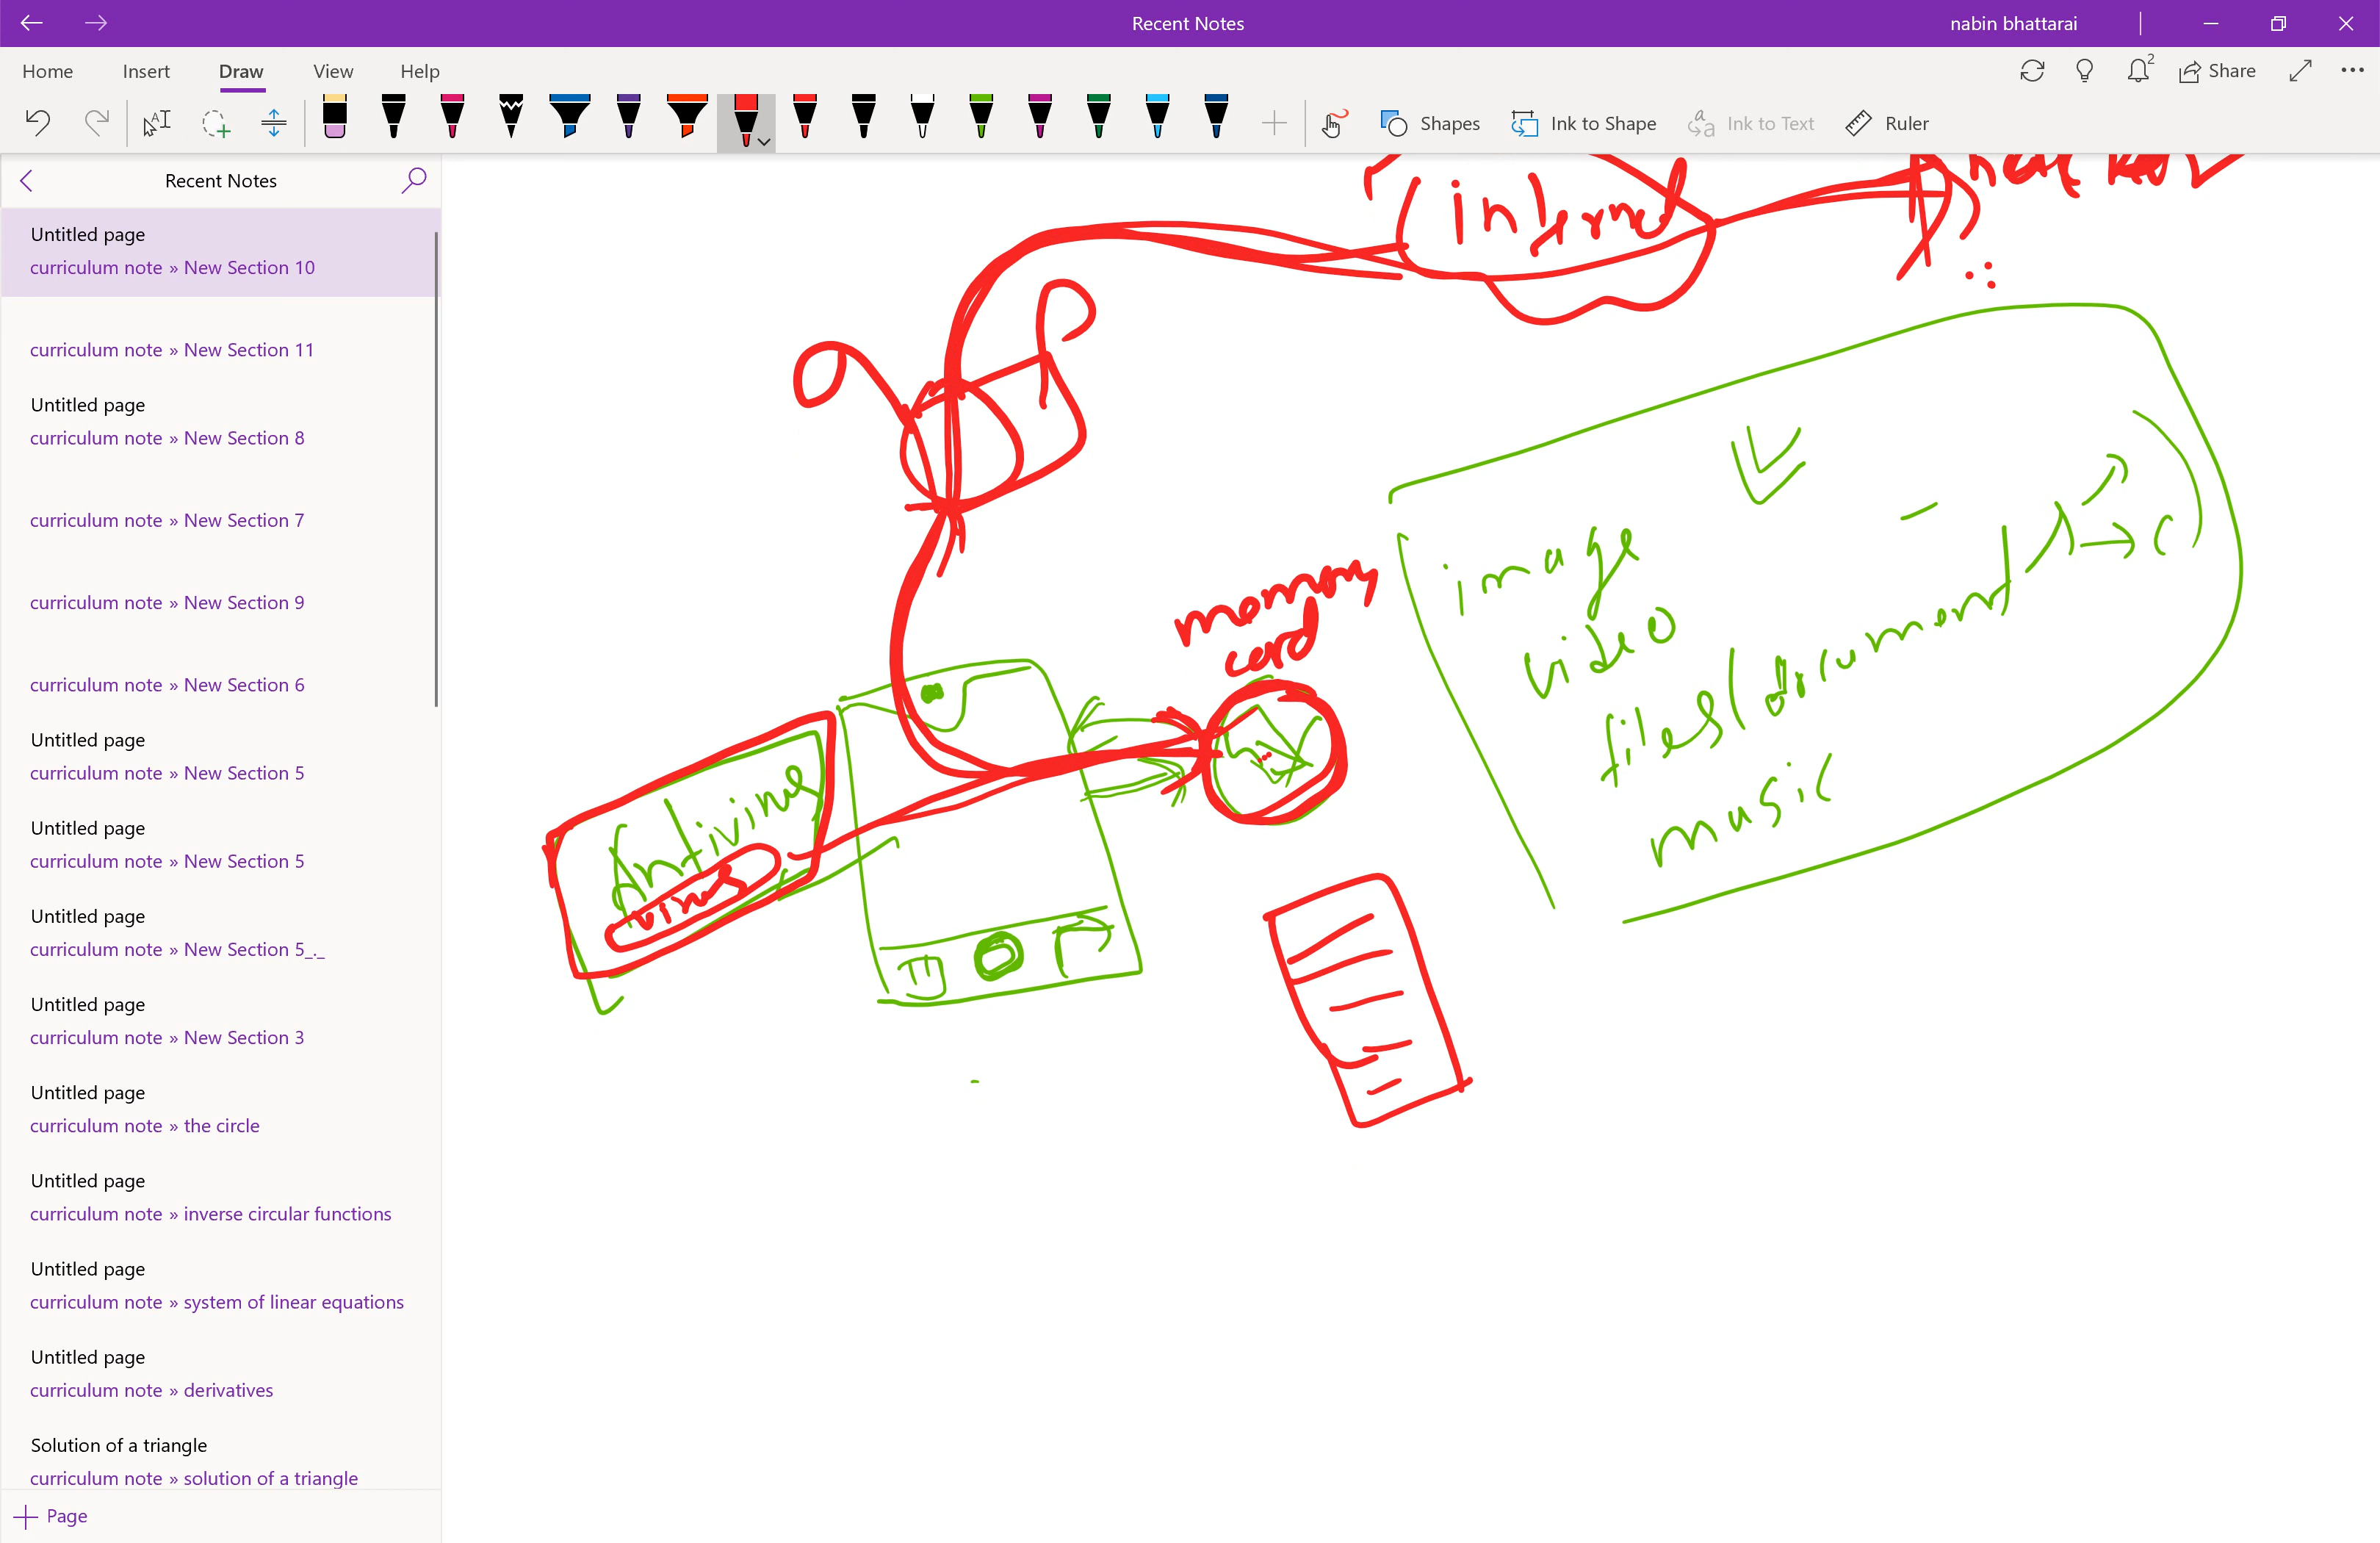 Recent Notes
nabin bhattarai
Home
Insert
Draw
View
Help
2
Share
Shapes
Ink to Shape
Ink to Text
Ruler
Recent Notes
Untitled page
curriculum note » New Section 10
curriculum note » New Section 11
Untitled page
curriculum note » New Section 8
curriculum note » New Section 7
curriculum note » New Section 9
curriculum note » New Section 6
Untitled page
curriculum note » New Section 5
Untitled page
curriculum note » New Section 5
Untitled page
curriculum note » New Section 5_._
Untitled page
curriculum note » New Section 3
Untitled page
curriculum note » the circle
Untitled page
curriculum note » inverse circular functions
Untitled page
curriculum note » system of linear equations
Untitled page
curriculum note » derivatives
Solution of a triangle
curriculum note » solution of a triangle
Page
memory
card
image
video
files(document
music
Antivirus
virus